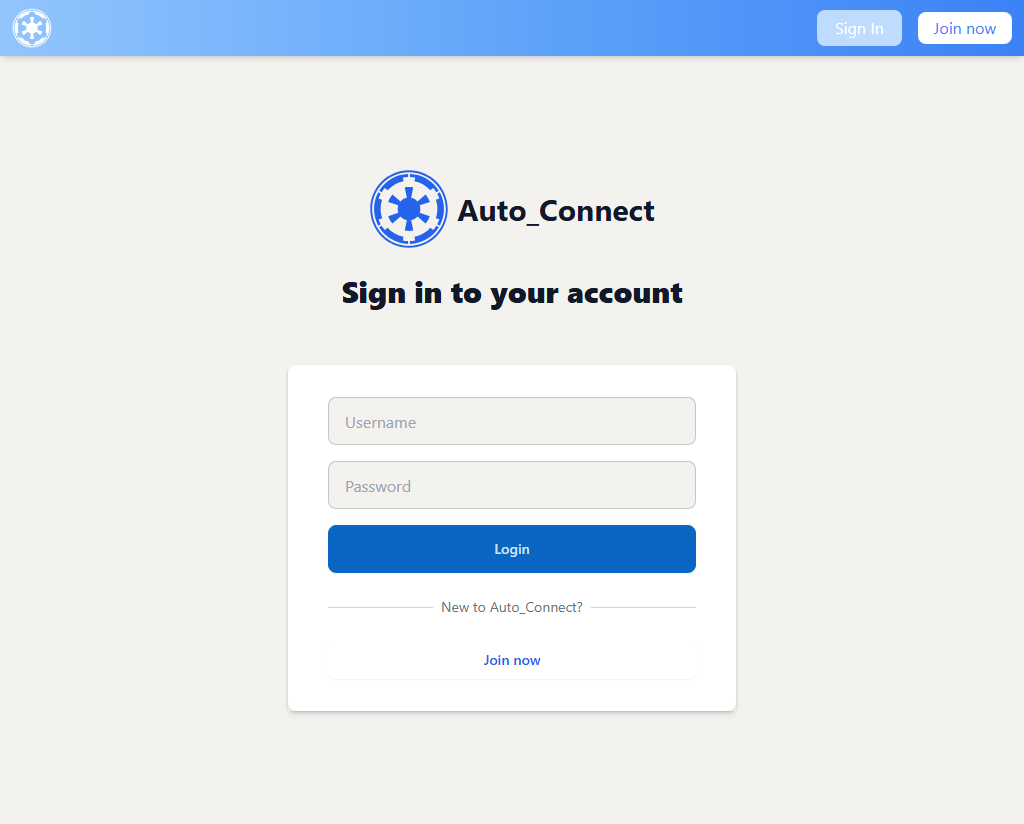 Sign In
Join now
Auto_Connect
Sign in to your account
Username
Password
Login
New to Auto_Connect?
Join now